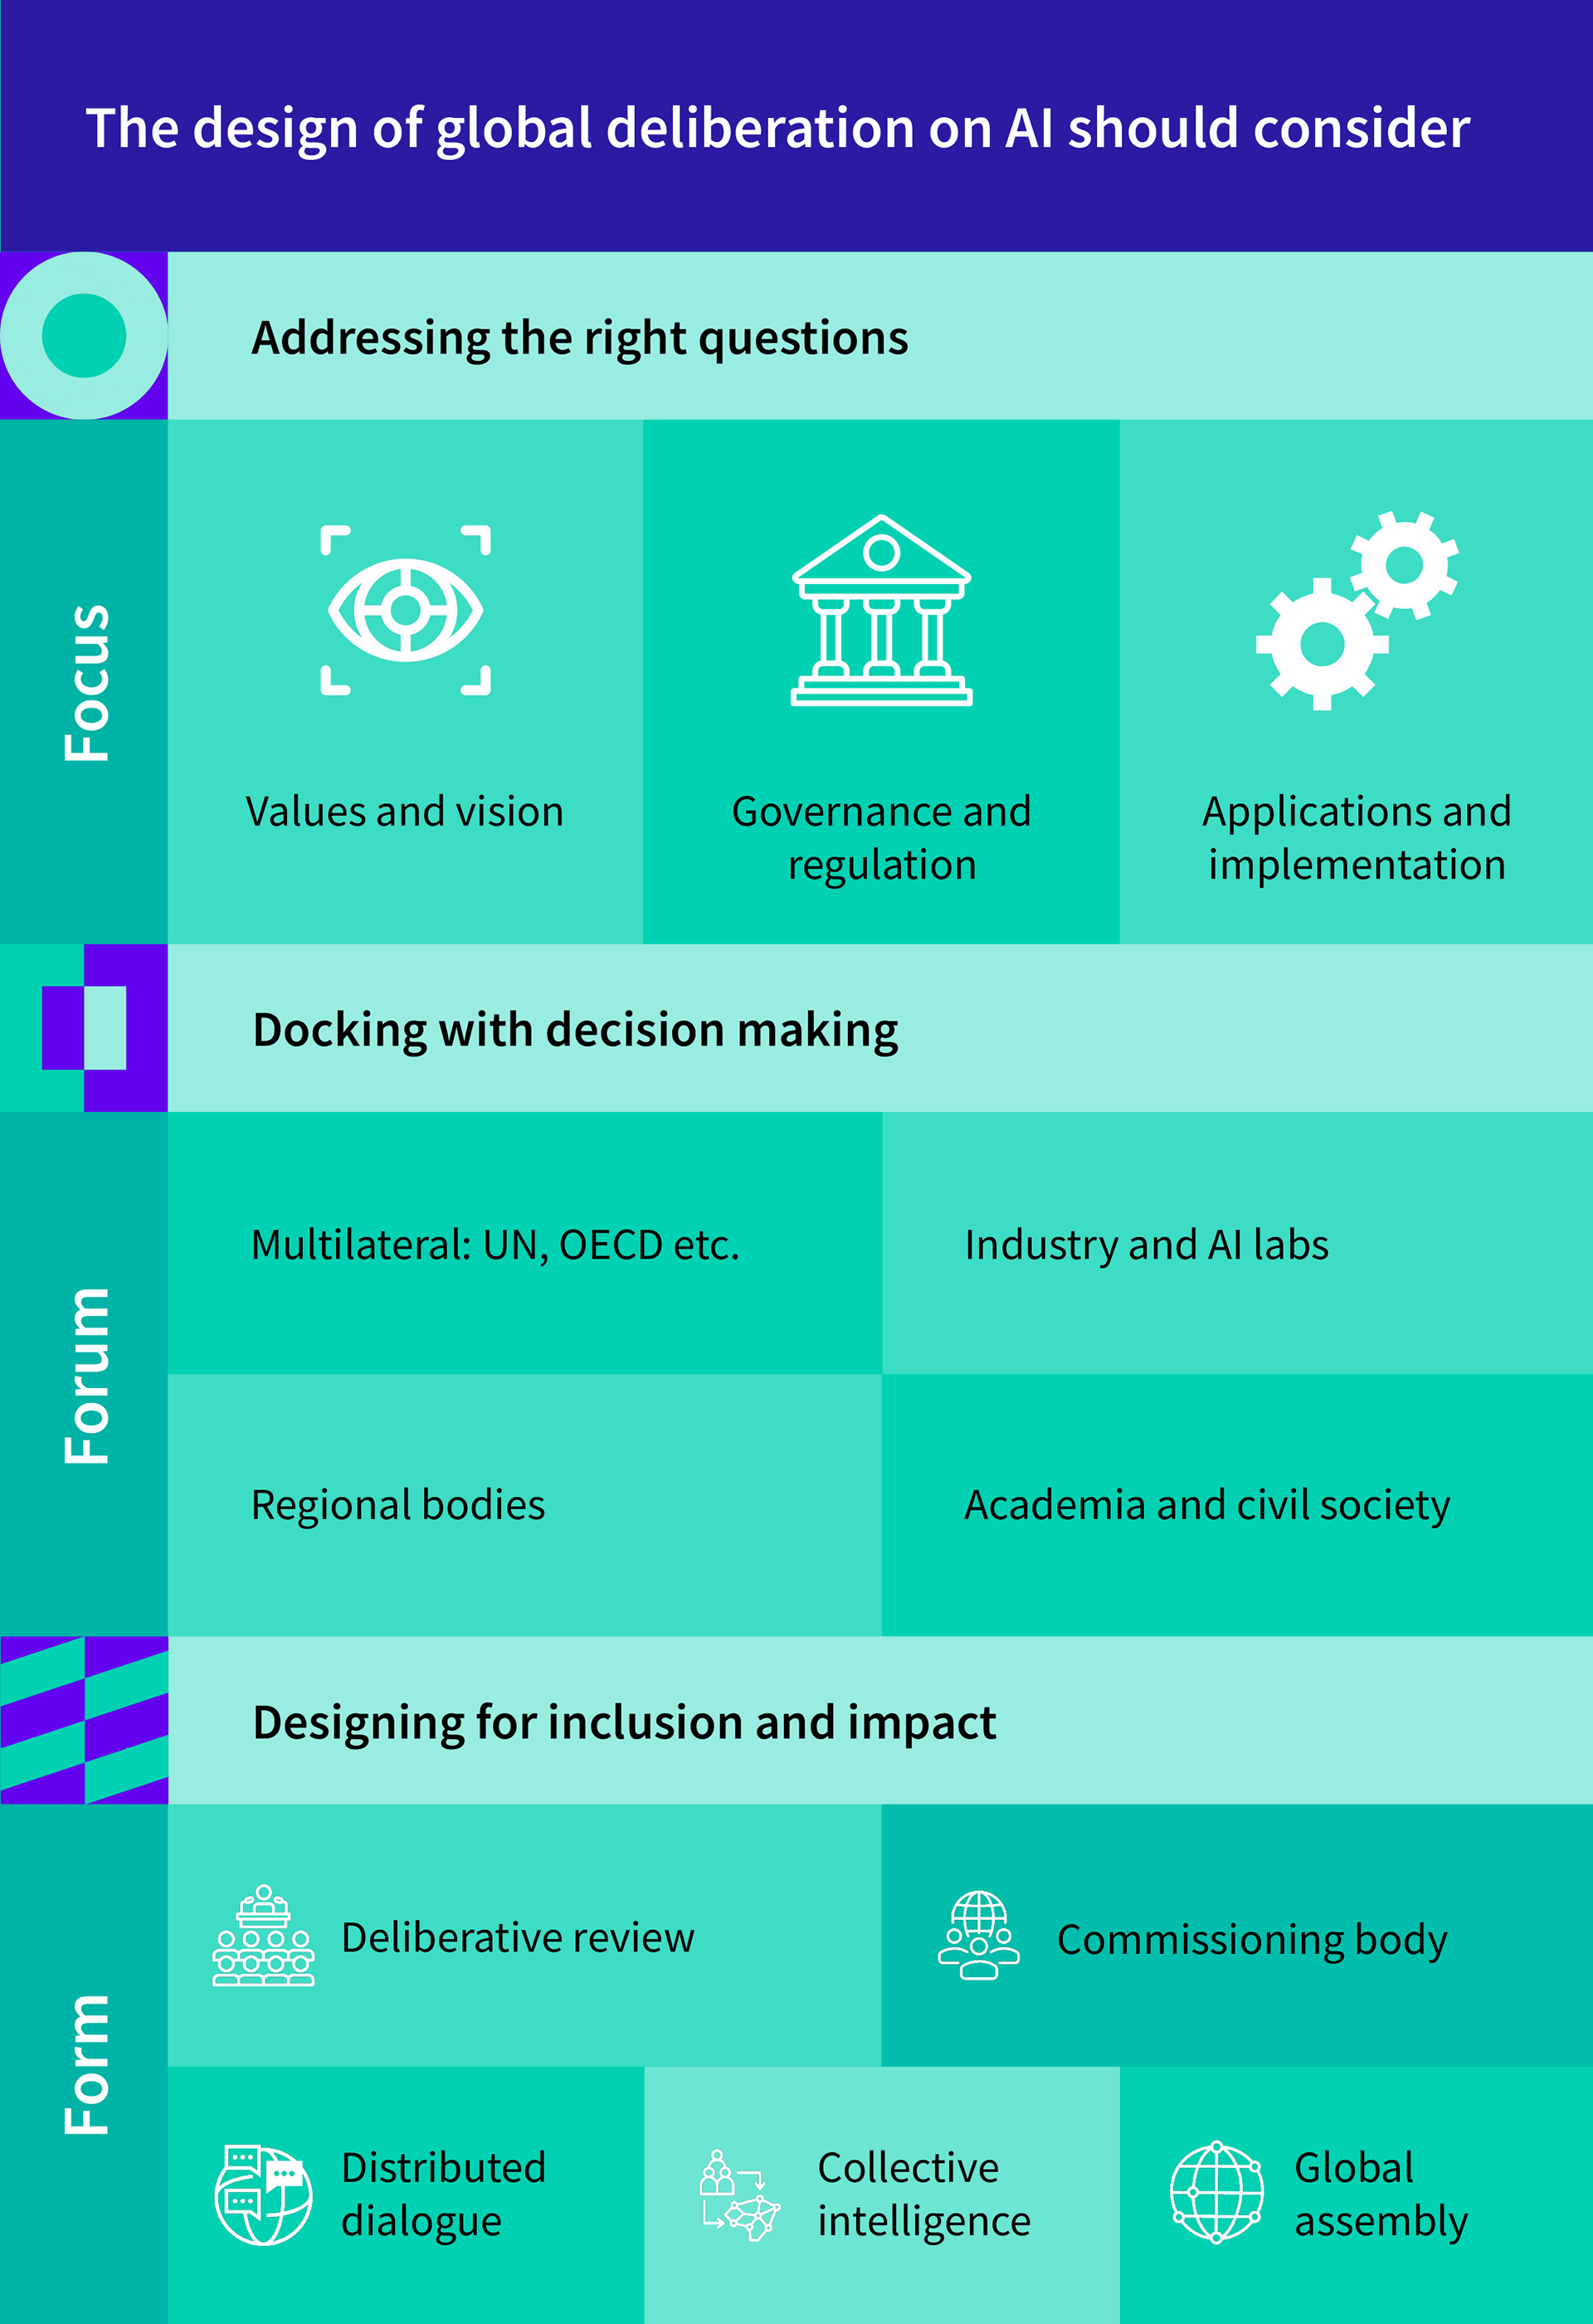 The design of global deliberation on AI should consider
Addressing the right questions
Focus
Values and vision
Governance and
regulation
Applications and
implementation
Docking with decision making
Forum
Multilateral: UN, OECD etc.
Industry and AI labs
Regional bodies
Academia and civil society
Designing for inclusion and impact
Form
Deliberative review
Commissioning body
Distributed
dialogue
Collective
intelligence
Global
assembly